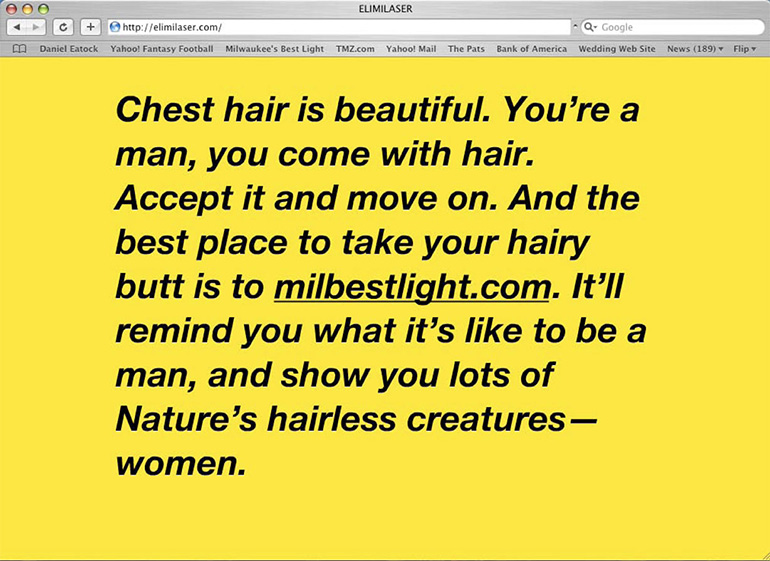 ELIMILASER
http://elimilaser.com/
Google
Daniel Eatock Yahoo! Fantasy Football Milwaukee's Best Light TMZ.com Yahoo! Mail The Pats Bank of America Wedding Web Site News (189) Flip
Chest hair is beautiful. You’re a
man, you come with hair.
Accept it and move on. And the
best place to take your hairy
butt is to milbestlight.com. It’ll
remind you what it’s like to be a
man, and show you lots of
Nature’s hairless creatures—
women.